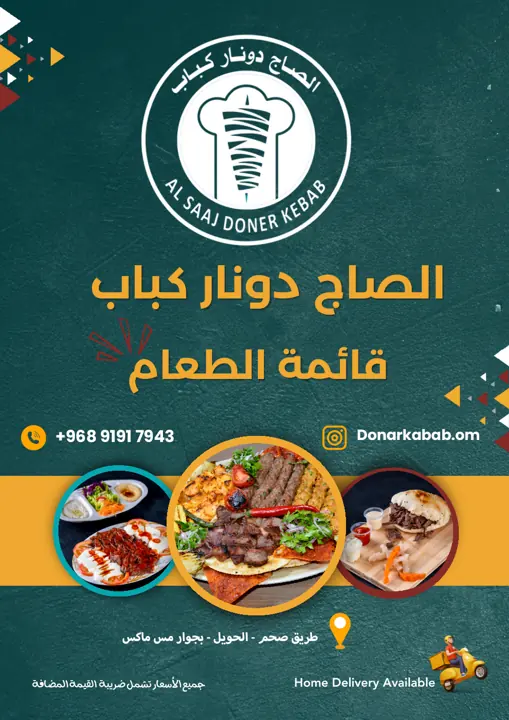 الصاج دونار كباب
AL SAAJ DONER KEBAB
الصاج دونار كباب
قائمة الطعام
+968 9191 7943
Donarkabab.om
طريق صحم - الحويل - بجوار مس ماكس
Home Delivery Available
جميع الأسعار تشمل ضريبة القيمة المضافة